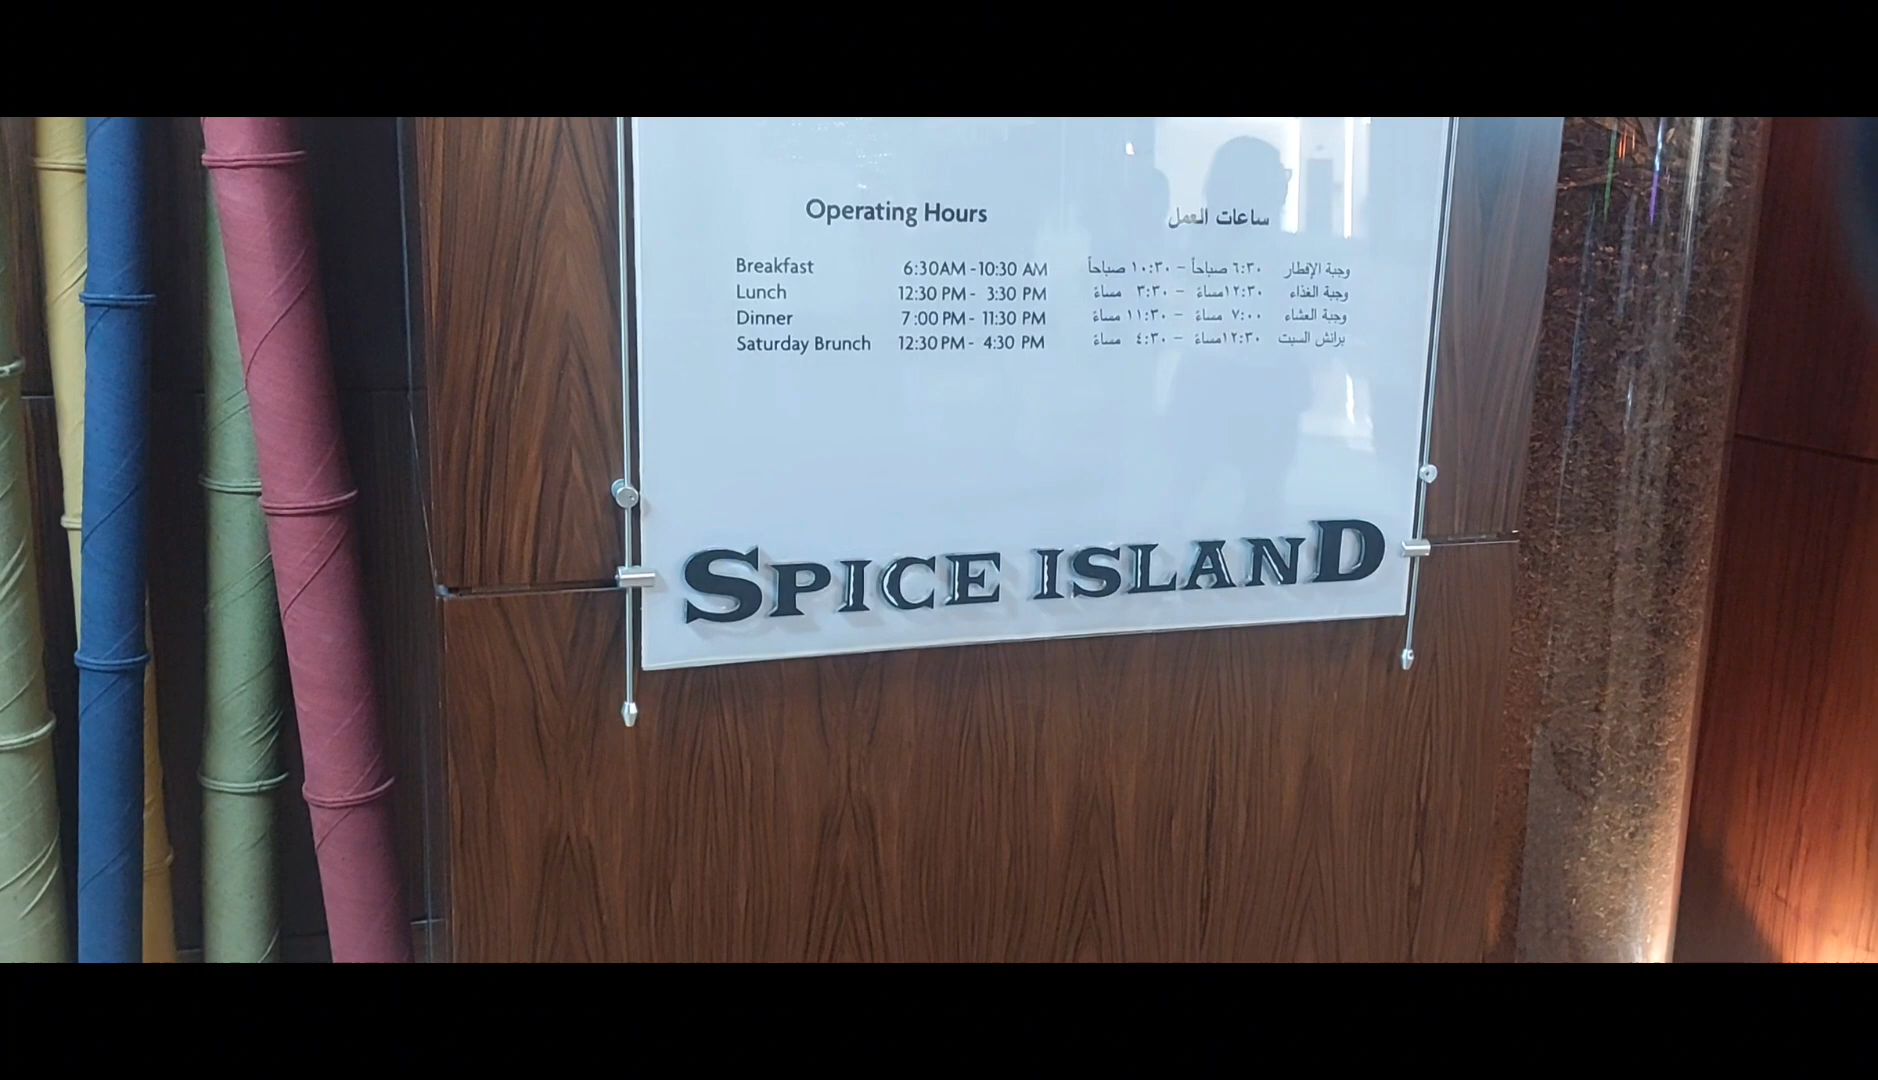 Operating Hours
ساعات العمل
Breakfast 6:30AM -10:30 AM
Lunch 12:30 PM - 3:30 PM
Dinner 7:00 PM - 11:30 PM
Saturday Brunch 12:30 PM - 4:30 PM
وجبة الإفطار ٦:٣٠ صباحاً – ١٠:٣٠ صباحاً
وجبة الغذاء ١٢:٣٠مساءً – ٣:٣٠ مساءً
وجبة العشاء ٧:٠٠ مساءً – ١١:٣٠ مساءً
برانش السبت ١٢:٣٠مساءً – ٤:٣٠ مساءً
SPICE ISLAND